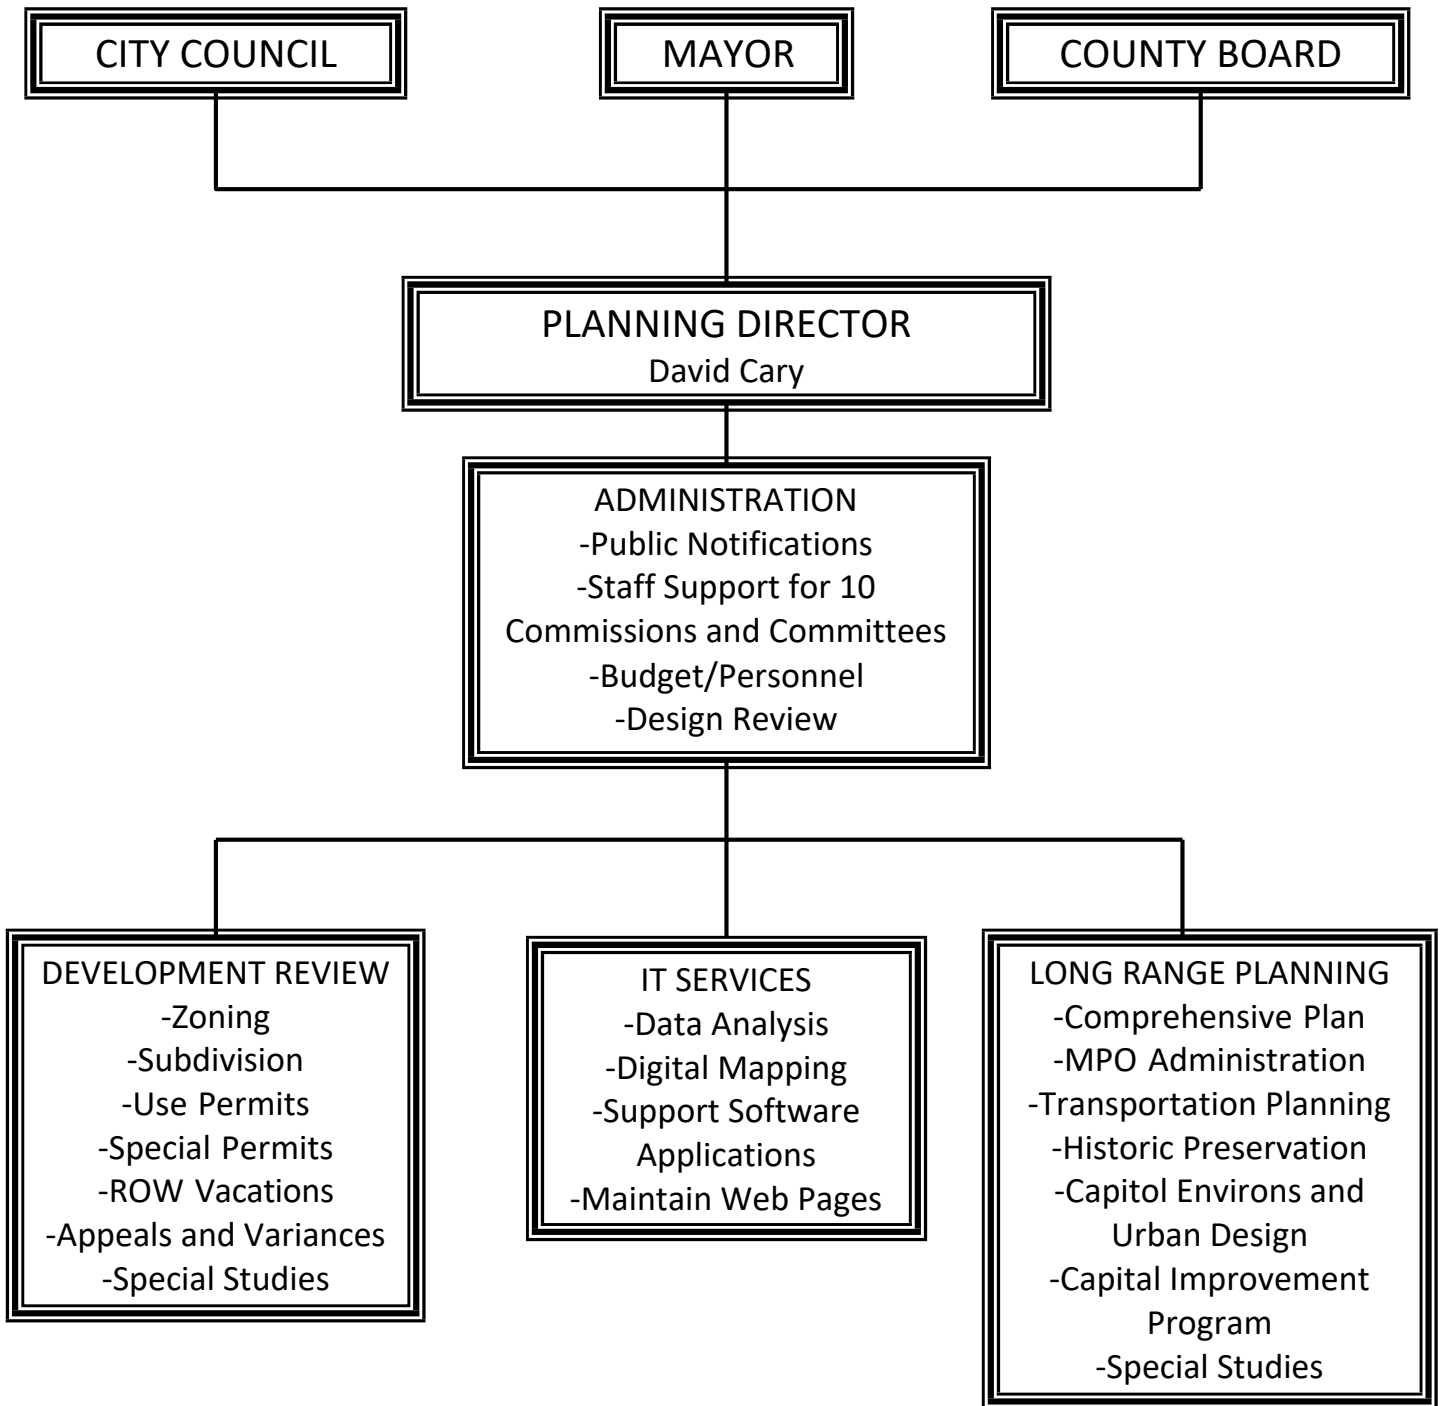 CITY COUNCIL
MAYOR
COUNTY BOARD
PLANNING DIRECTOR
David Cary
ADMINISTRATION
-Public Notifications
-Staff Support for 10
Commissions and Committees
-Budget/Personnel
-Design Review
DEVELOPMENT REVIEW
-Zoning
-Subdivision
-Use Permits
-Special Permits
-ROW Vacations
-Appeals and Variances
-Special Studies
IT SERVICES
-Data Analysis
-Digital Mapping
-Support Software
Applications
-Maintain Web Pages
LONG RANGE PLANNING
-Comprehensive Plan
-MPO Administration
-Transportation Planning
-Historic Preservation
-Capitol Environs and
Urban Design
-Capital Improvement
Program
-Special Studies